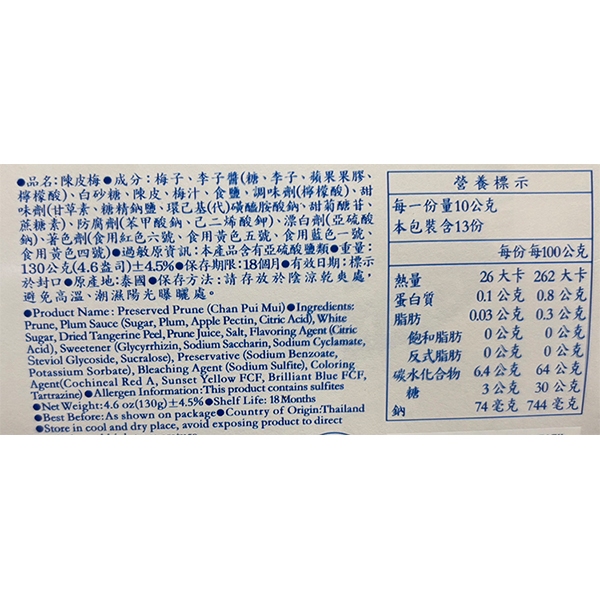 ●品名:陳皮梅●成分:梅子、李子醬(糖、李子、蘋果果膠、
檸檬酸)、白砂糖、陳皮、梅汁、食鹽、調味劑(檸檬酸)、甜
味劑(甘草素、糖精鈉鹽、環己基(代)磺醯胺酸鈉、甜菊醣苷
、蔗糖素)、防腐劑(苯甲酸鈉、己二烯酸鉀)、漂白劑(亞硫酸
鈉)、著色劑(食用紅色六號、食用黃色五號、食用藍色一號、
食用黃色四號)●過敏原資訊:本產品含有亞硫酸鹽類●重量:
130公克(4.6盎司)±4.5%●保存期限:18個月●有效日期:標示
於封口●原產地:泰國●保存方法:請存放於陰涼乾爽處,
避免高溫、潮濕陽光曝曬處。
●Product Name: Preserved Prune (Chan Pui Mui)●Ingredients:
Prune, Plum Sauce (Sugar, Plum, Apple Pectin, Citric Acid), White
Sugar, Dried Tangerine Peel, Prune Juice, Salt, Flavoring Agent (Citric
Acid), Sweetener (Glycyrrhizin, Sodium Saccharin, Sodium Cyclamate,
Steviol Glycoside, Sucralose), Preservative (Sodium Benzoate,
Potassium Sorbate), Bleaching Agent (Sodium Sulfite), Coloring
Agent(Cochineal Red A, Sunset Yellow FCF, Brilliant Blue FCF,
Tartrazine)●Allergen Information:This product contains sulfites
●Net Weight:4.6 oz(130g)±4.5%●Shelf Life: 18 Months
●Best Before: As shown on package●Country of Origin:Thailand
●Store in cool and dry place, avoid exposing product to direct
營養標示
每一份量10公克
本包裝含13份
每份 每100公克
熱量 26 大卡 262 大卡
蛋白質 0.1 公克 0.8 公克
脂肪 0.03 公克 0.3 公克
飽和脂肪 0 公克 0 公克
反式脂肪 0 公克 0 公克
碳水化合物 6.4 公克 64 公克
糖 3 公克 30 公克
鈉 74 毫克 744 毫克